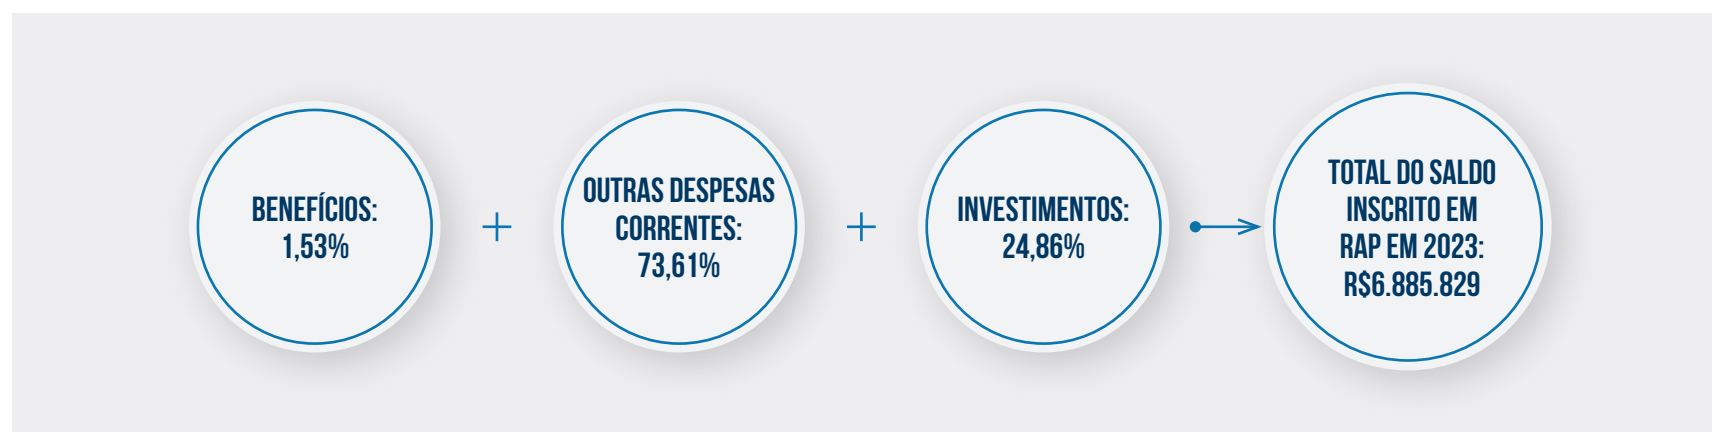 BENEFÍCIOS:
1,53%
+
OUTRAS DESPESAS
CORRENTES:
73,61%
+
INVESTIMENTOS:
24,86%
TOTAL DO SALDO
INSCRITO EM
RAP EM 2023:
R$6.885.829